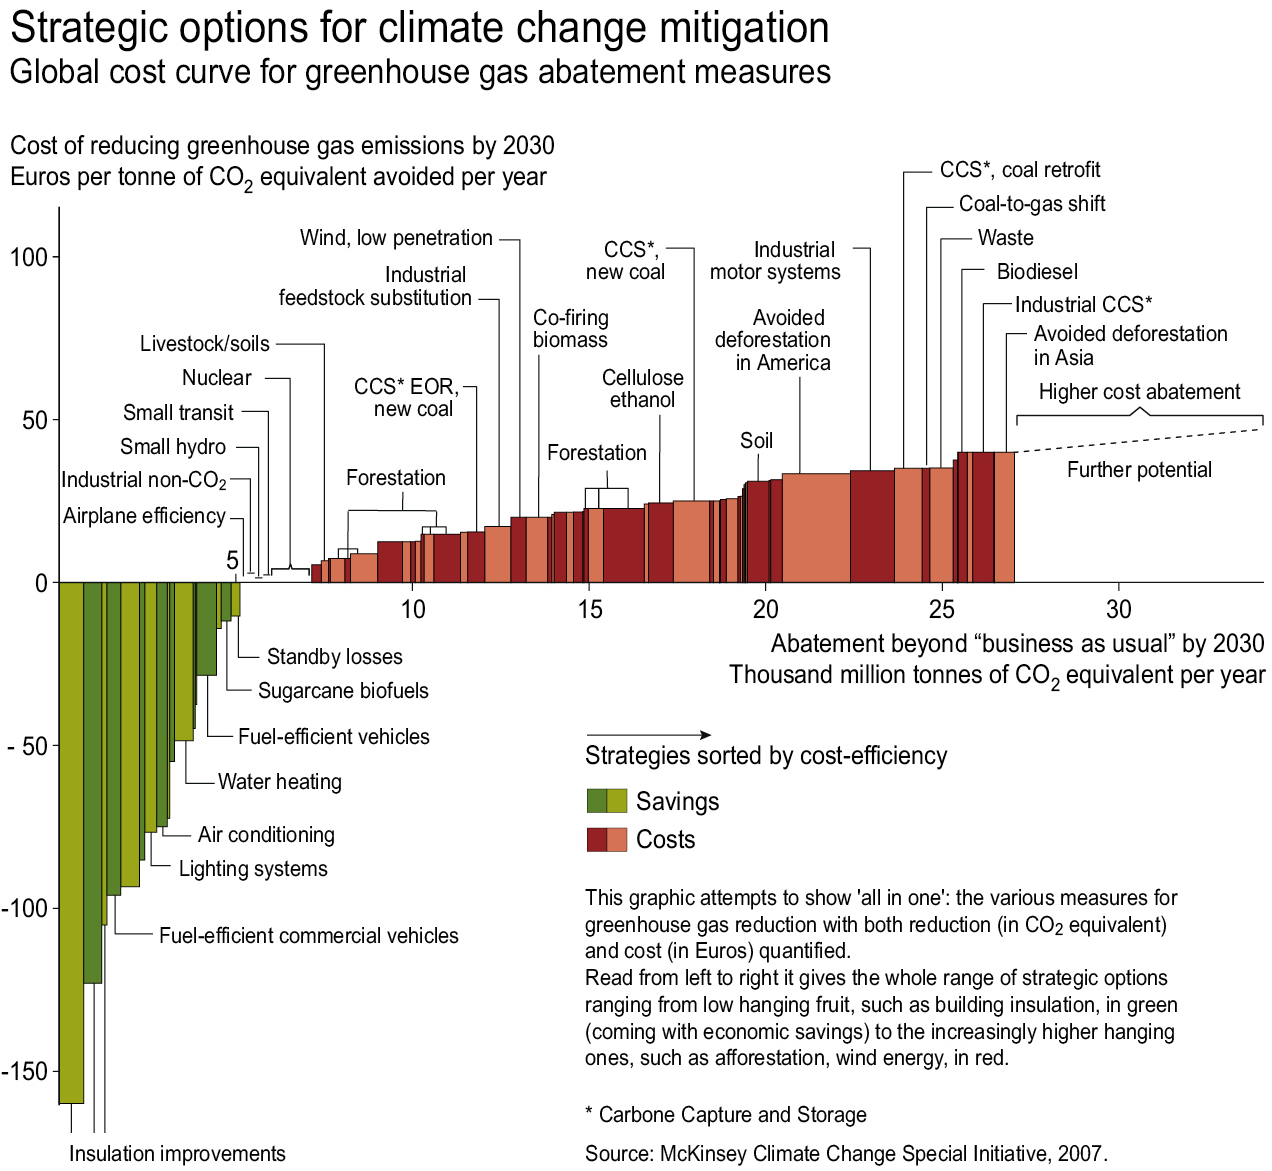 Strategic options for climate change mitigation
Global cost curve for greenhouse gas abatement measures
Cost of reducing greenhouse gas emissions by 2030
Euros per tonne of CO2 equivalent avoided per year
100
50
0
- 50
-100
-150
5
10
15
20
25
30
Abatement beyond “business as usual” by 2030
Thousand million tonnes of CO2 equivalent per year
Insulation improvements
Fuel-efficient commercial vehicles
Lighting systems
Air conditioning
Water heating
Fuel-efficient vehicles
Sugarcane biofuels
Standby losses
Airplane efficiency
Industrial non-CO2
Small hydro
Small transit
Nuclear
Livestock/soils
Forestation
CCS* EOR,
new coal
Industrial
feedstock substitution
Wind, low penetration
Co-firing
biomass
Forestation
Cellulose
ethanol
CCS*,
new coal
Soil
Avoided
deforestation
in America
Industrial
motor systems
CCS*, coal retrofit
Coal-to-gas shift
Waste
Biodiesel
Industrial CCS*
Avoided deforestation
in Asia
Higher cost abatement
Further potential
Strategies sorted by cost-efficiency
Savings
Costs
This graphic attempts to show 'all in one': the various measures for
greenhouse gas reduction with both reduction (in CO2 equivalent)
and cost (in Euros) quantified.
Read from left to right it gives the whole range of strategic options
ranging from low hanging fruit, such as building insulation, in green
(coming with economic savings) to the increasingly higher hanging
ones, such as afforestation, wind energy, in red.
* Carbone Capture and Storage
Source: McKinsey Climate Change Special Initiative, 2007.